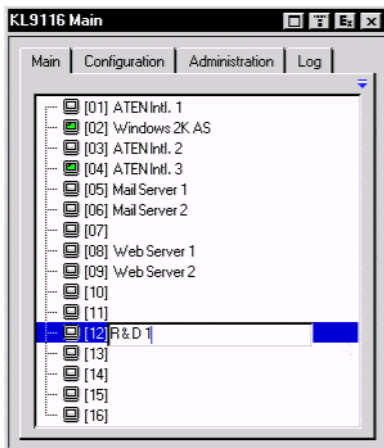 KL9116 Main
Main Configuration Administration Log
[01] ATEN Intl. 1
[02] Windows 2K AS
[03] ATEN Intl. 2
[04] ATEN Intl. 3
[05] Mail Server 1
[06] Mail Server 2
[07]
[08] Web Server 1
[09] Web Server 2
[10]
[11]
[12] R & D 1
[13]
[14]
[15]
[16]